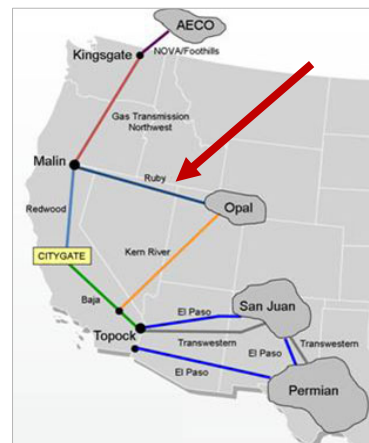 AECO
NOVA/Foothills
Kingsgate
Gas Transmission
Northwest
Malin
Ruby
Redwood
Opal
CITYGATE
Kern River
Baja
San Juan
El Paso
Topock
Transwestern
El Paso
Transwestern
El Paso
Permian